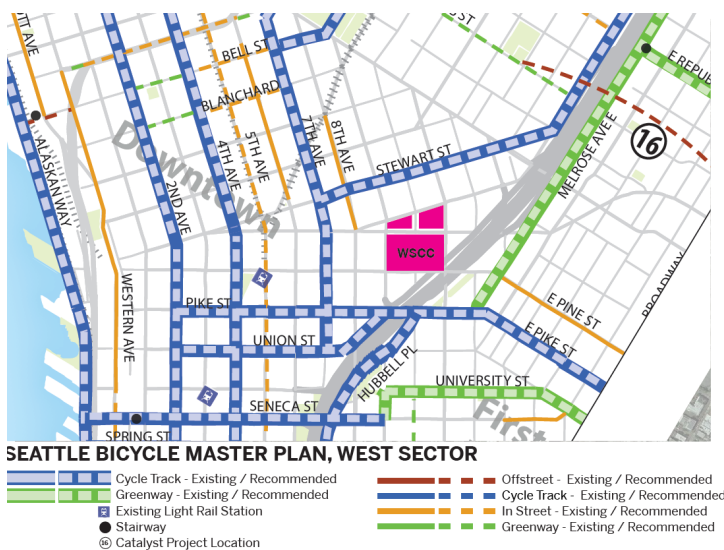 OTT AVE
BELL ST
ST
E REPUB
BLANCHARD
16
7TH AVE
8TH AVE
5TH AVE
4TH AVE
STEWART ST
MELROSE AVE E
ALASKAN WAY
Downtown
2ND AVE
WSCC
BROADWAY
WESTERN AVE
PIKE ST
E PINE ST
UNION ST
E PIKE ST
HUBBELL PL
UNIVERSITY ST
SENECA ST
First
SPRING ST
SEATTLE BICYCLE MASTER PLAN, WEST SECTOR
Cycle Track - Existing / Recommended
Greenway - Existing / Recommended
Existing Light Rail Station
Stairway
16 Catalyst Project Location
Offstreet - Existing / Recommended
Cycle Track - Existing / Recommended
In Street - Existing / Recommended
Greenway - Existing / Recommended